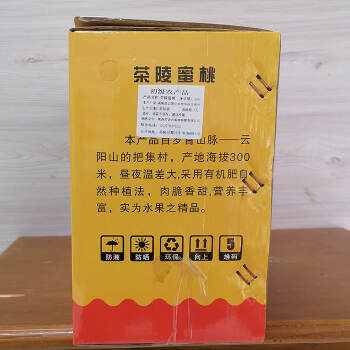 茶陵蜜桃
初级农产品
本产品自罗霄山脉——云
阳山的把集村，产地海拔300
米，昼夜温差大，采用有机肥自
然种植法，肉脆香甜，营养丰
富，实为水果之精品。
5
防潮 防晒 环保 向上 堆码